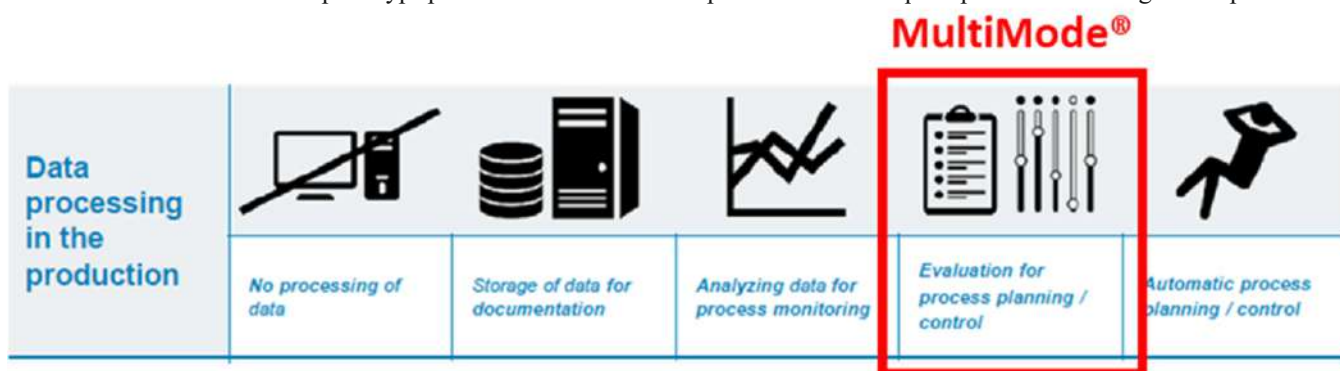 MultiMode®
Data
processing
in the
production
No processing of
data
Storage of data for
documentation
Analyzing data for
process monitoring
Evaluation for
process planning /
control
Automatic process
planning / control